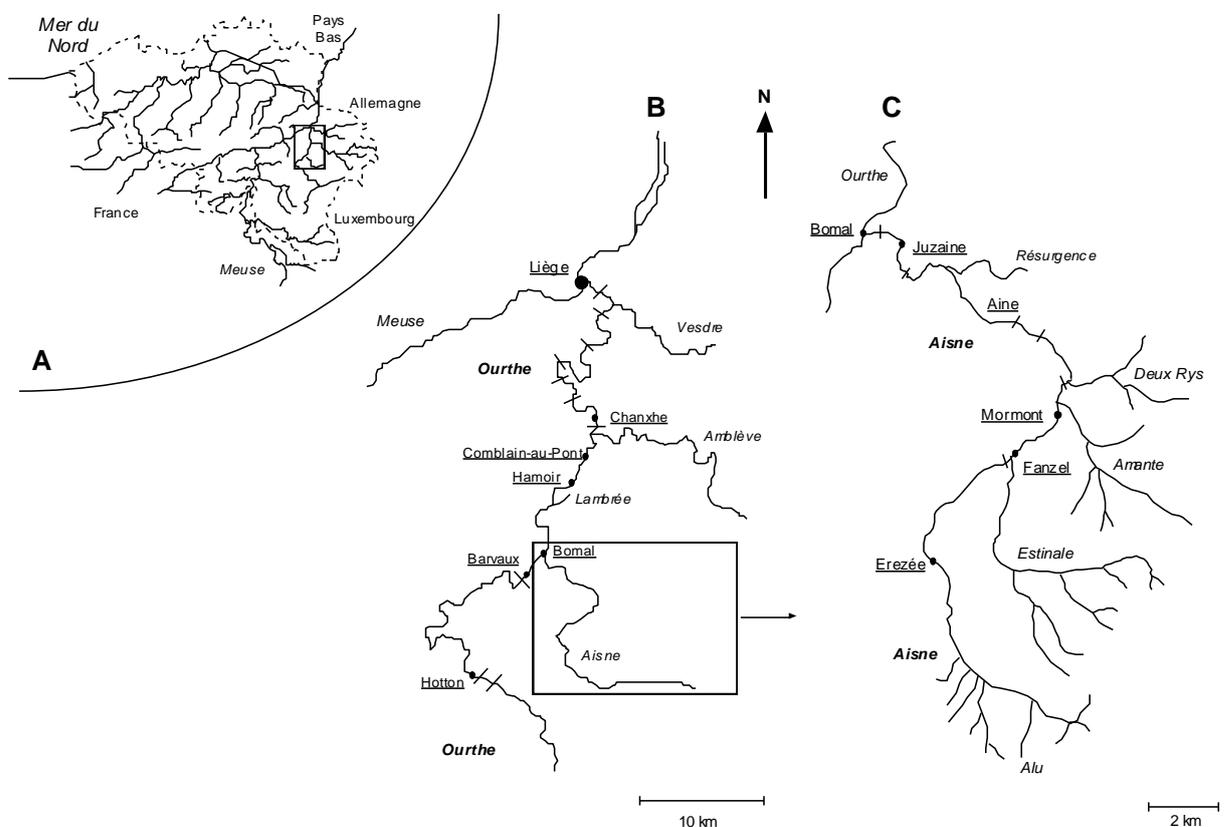 Mer du
Nord
Pays
Bas
Allemagne
France
Luxembourg
Meuse
A
B
Liège
Meuse
Vesdre
Ourthe
Chanxhe
Amblève
Comblain-au-Pont
Hamoir
Lambrée
Barvaux
Bomal
Aisne
Hotton
Ourthe
10 km
N
C
Ourthe
Bomal
Juzaine
Résurgence
Aine
Aisne
Deux Rys
Mormont
Fanzel
Amante
Estinale
Erezée
Aisne
Alu
2 km